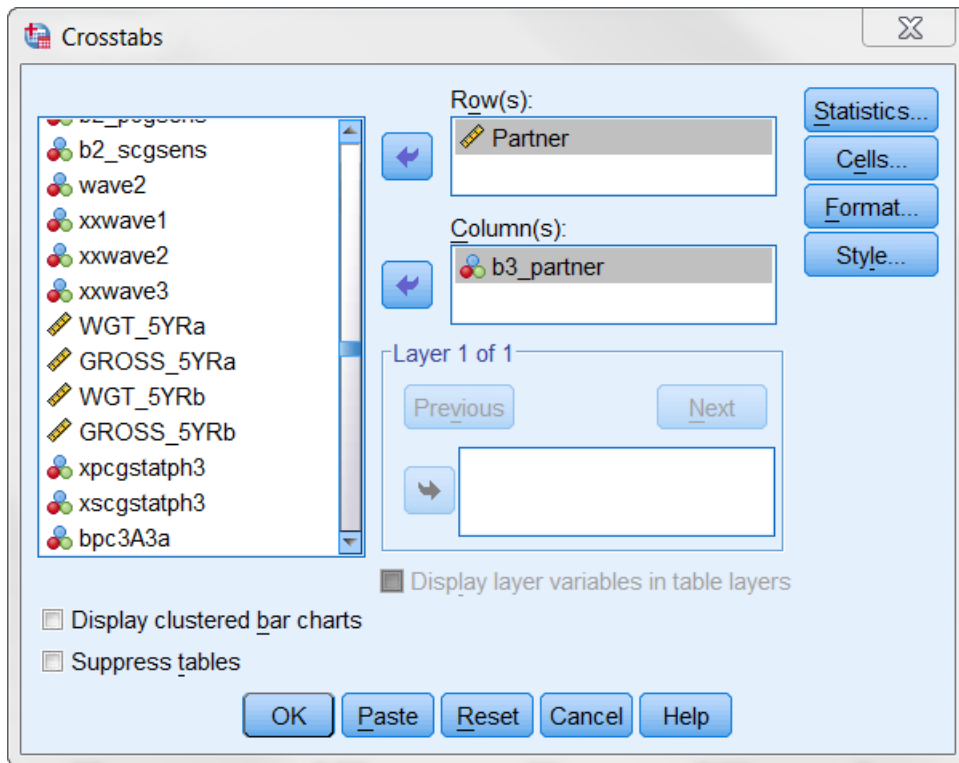 Crosstabs
b2_scgsens
wave2
xxwave1
xxwave2
xxwave3
WGT_5YRa
GROSS_5YRa
WGT_5YRb
GROSS_5YRb
xpcgstatph3
xscgstatph3
bpc3A3a
Row(s):
Partner
Column(s):
b3_partner
Layer 1 of 1
Previous
Next
Display layer variables in table layers
Statistics...
Cells...
Format...
Style...
Display clustered bar charts
Suppress tables
OK
Paste
Reset
Cancel
Help